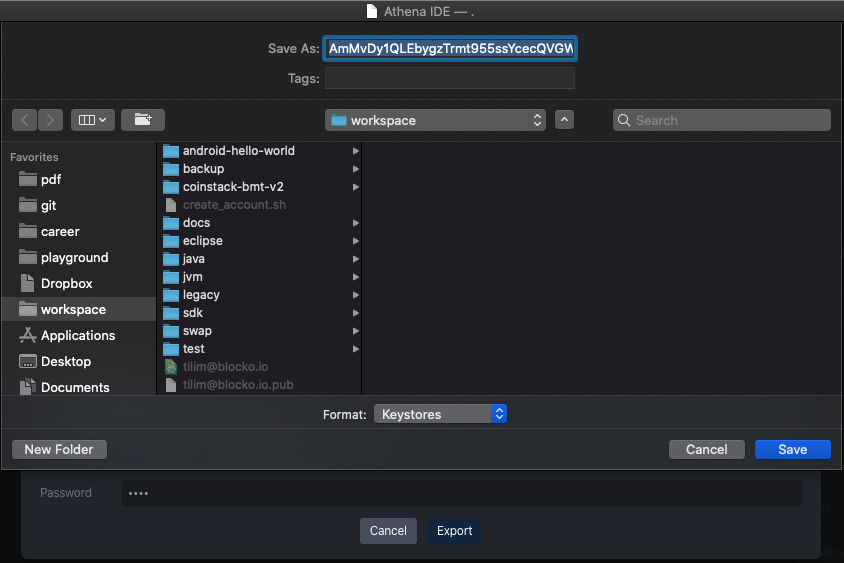 Athena IDE — .
Save As: AmMvDy1QLEbygzTrmt955ssYcecQVGW
Tags:
workspace
Search
Favorites
pdf
git
career
playground
Dropbox
workspace
Applications
Desktop
Documents
android-hello-world
backup
coinstack-bmt-v2
create_account.sh
docs
eclipse
java
jvm
legacy
sdk
swap
test
tilim@blocko.io
tilim@blocko.io.pub
Format: Keystores
New Folder
Cancel
Save
Password ••••
Cancel
Export